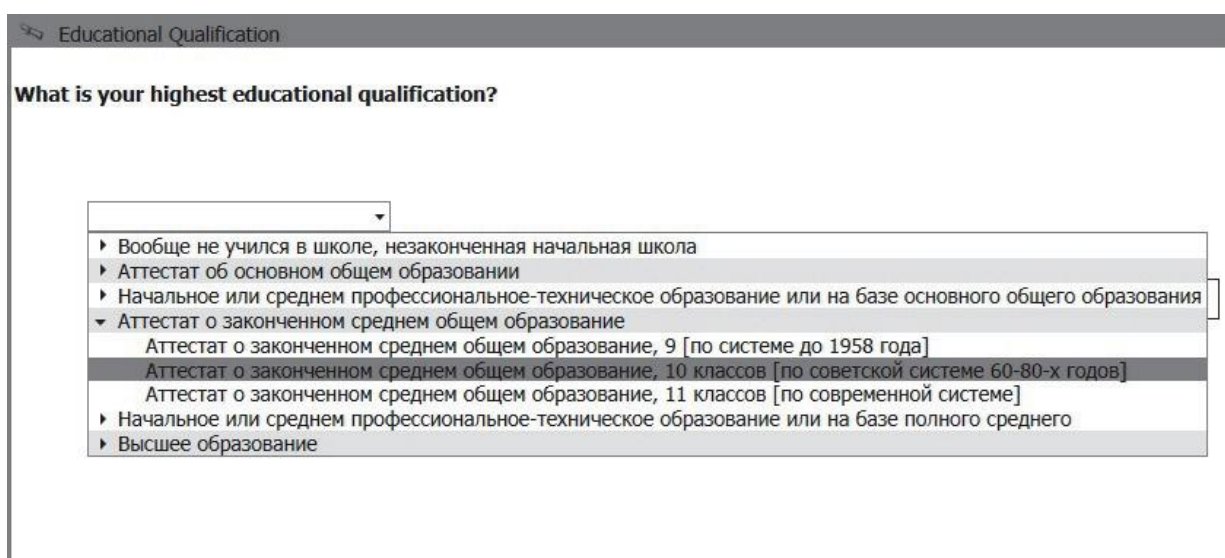 Educational Qualification
What is your highest educational qualification?
Вообще не учился в школе, незаконченная начальная школа
Аттестат об основном общем образовании
Начальное или среднем профессиональное-техническое образование или на базе основного общего образования
Аттестат о законченном среднем общем образование
Аттестат о законченном среднем общем образование, 9 [по системе до 1958 года]
Аттестат о законченном среднем общем образование, 10 классов [по советской системе 60-80-х годов]
Аттестат о законченном среднем общем образование, 11 классов [по современной системе]
Начальное или среднем профессиональное-техническое образование или на базе полного среднего
Высшее образование